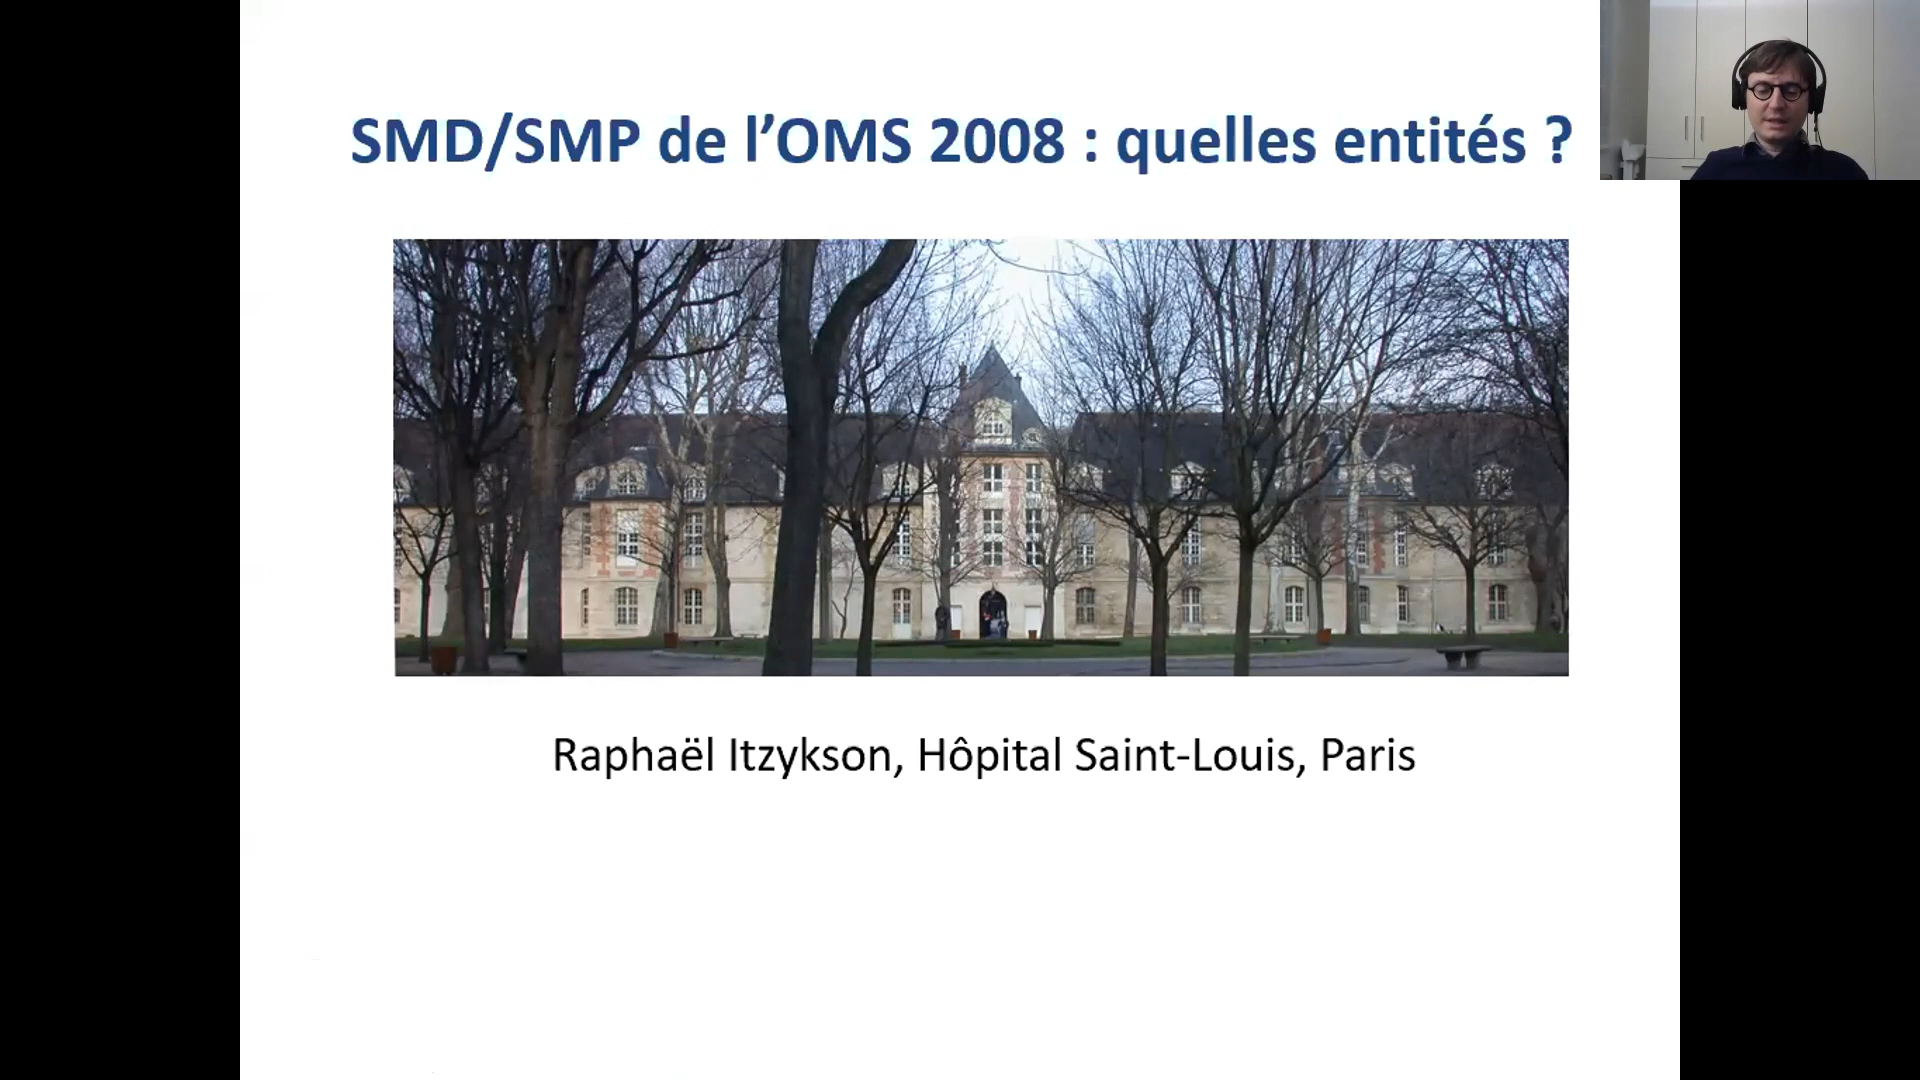 SMD/SMP de l’OMS 2008 : quelles entités ?
Raphaël Itzykson, Hôpital Saint-Louis, Paris